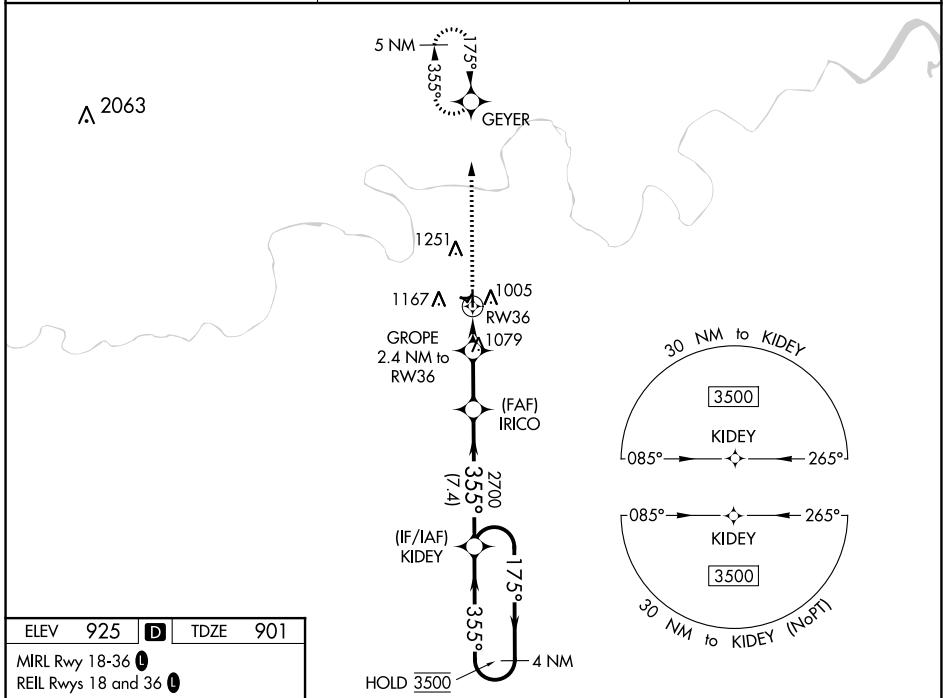 5 NM
175°
355°
GEYER
2063
1251
1167
1005
RW36
1079
GROPE
2.4 NM to
RW36
(FAF)
IRICO
2700
355°
(7.4)
(IF/IAF)
KIDEY
175°
355°
4 NM
HOLD 3500
30 NM to KIDEY
3500
KIDEY
085°
265°
085°
265°
KIDEY
3500
30 NM to KIDEY (NoPT)
ELEV 925 D TDZE 901
MIRL Rwy 18-36 L
REIL Rwys 18 and 36 L